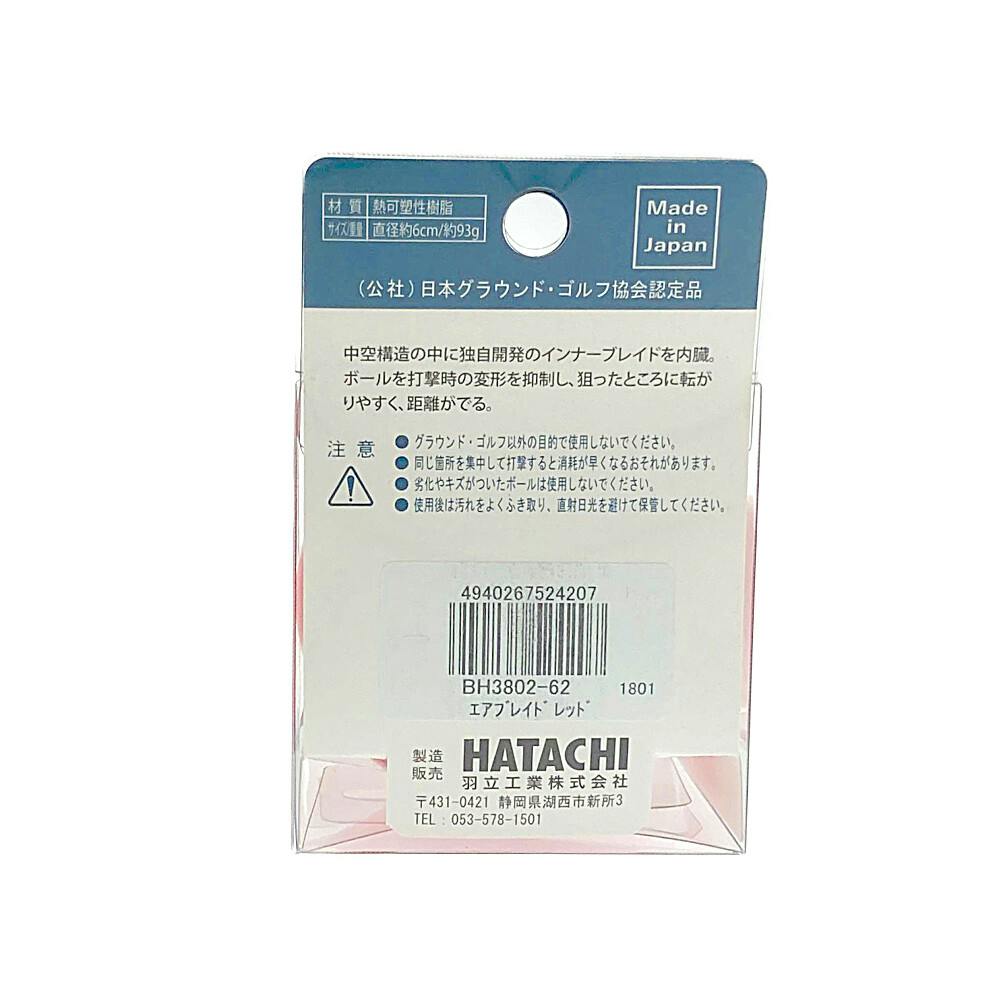 材質 熱可塑性樹脂
サイズ/重量 直径約6cm/約93g
Made
in
Japan
(公社)日本グラウンド・ゴルフ協会認定品
中空構造の中に独自開発のインナーブレイドを内臓。
ボールを打撃時の変形を抑制し、狙ったところに転が
りやすく、距離がでる。
注意
● グラウンド・ゴルフ以外の目的で使用しないでください。
● 同じ箇所を集中して打撃すると消耗が早くなるおそれがあります。
● 劣化やキズがついたボールは使用しないでください。
● 使用後は汚れをよくふき取り、直射日光を避けて保管してください。
4940267524207
BH3802-62 1801
エアブレイド レッド
製造
販売
HATACHI
羽立工業株式会社
〒431-0421 静岡県湖西市新所3
TEL：053-578-1501